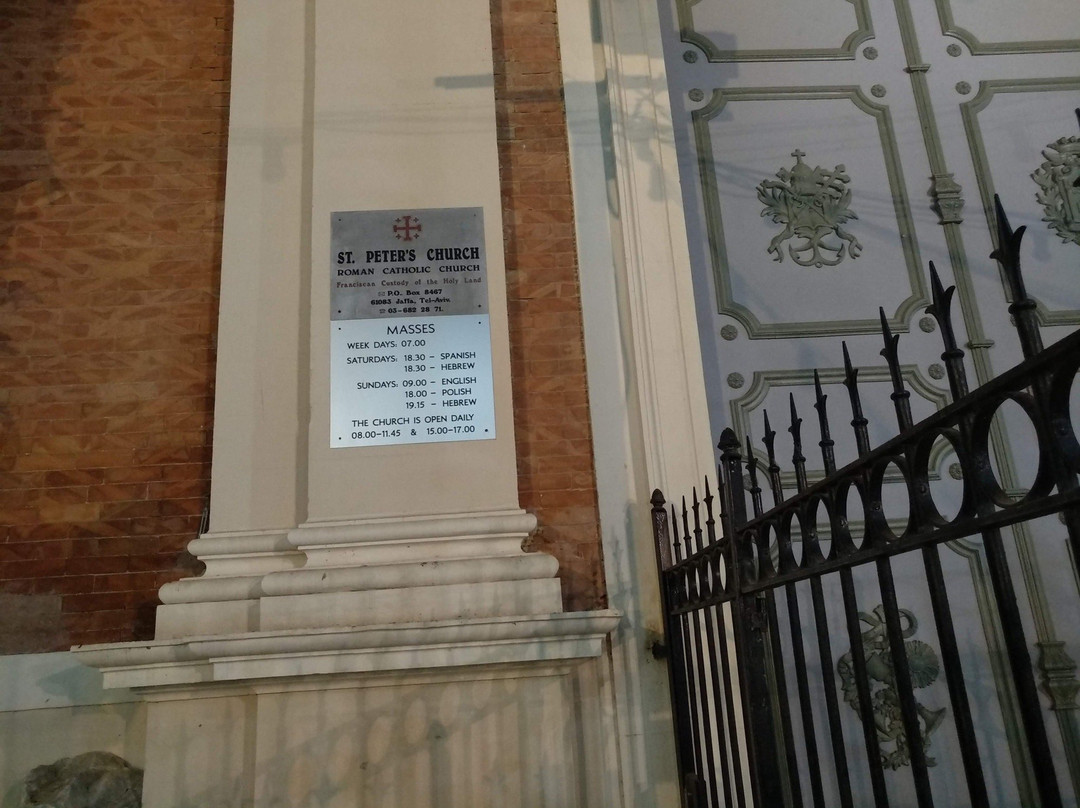 ST. PETER'S CHURCH
ROMAN CATHOLIC CHURCH
Franciscan Custody of the Holy Land
P.O. Box 8467
61083 Jaffa, Tel-Aviv
☏ 03-682 28 71.
MASSES
WEEK DAYS: 07.00
SATURDAYS: 18.30 – SPANISH
18.30 – HEBREW
SUNDAYS: 09.00 – ENGLISH
18.00 – POLISH
19.15 – HEBREW
THE CHURCH IS OPEN DAILY
08.00–11.45 & 15.00–17.00